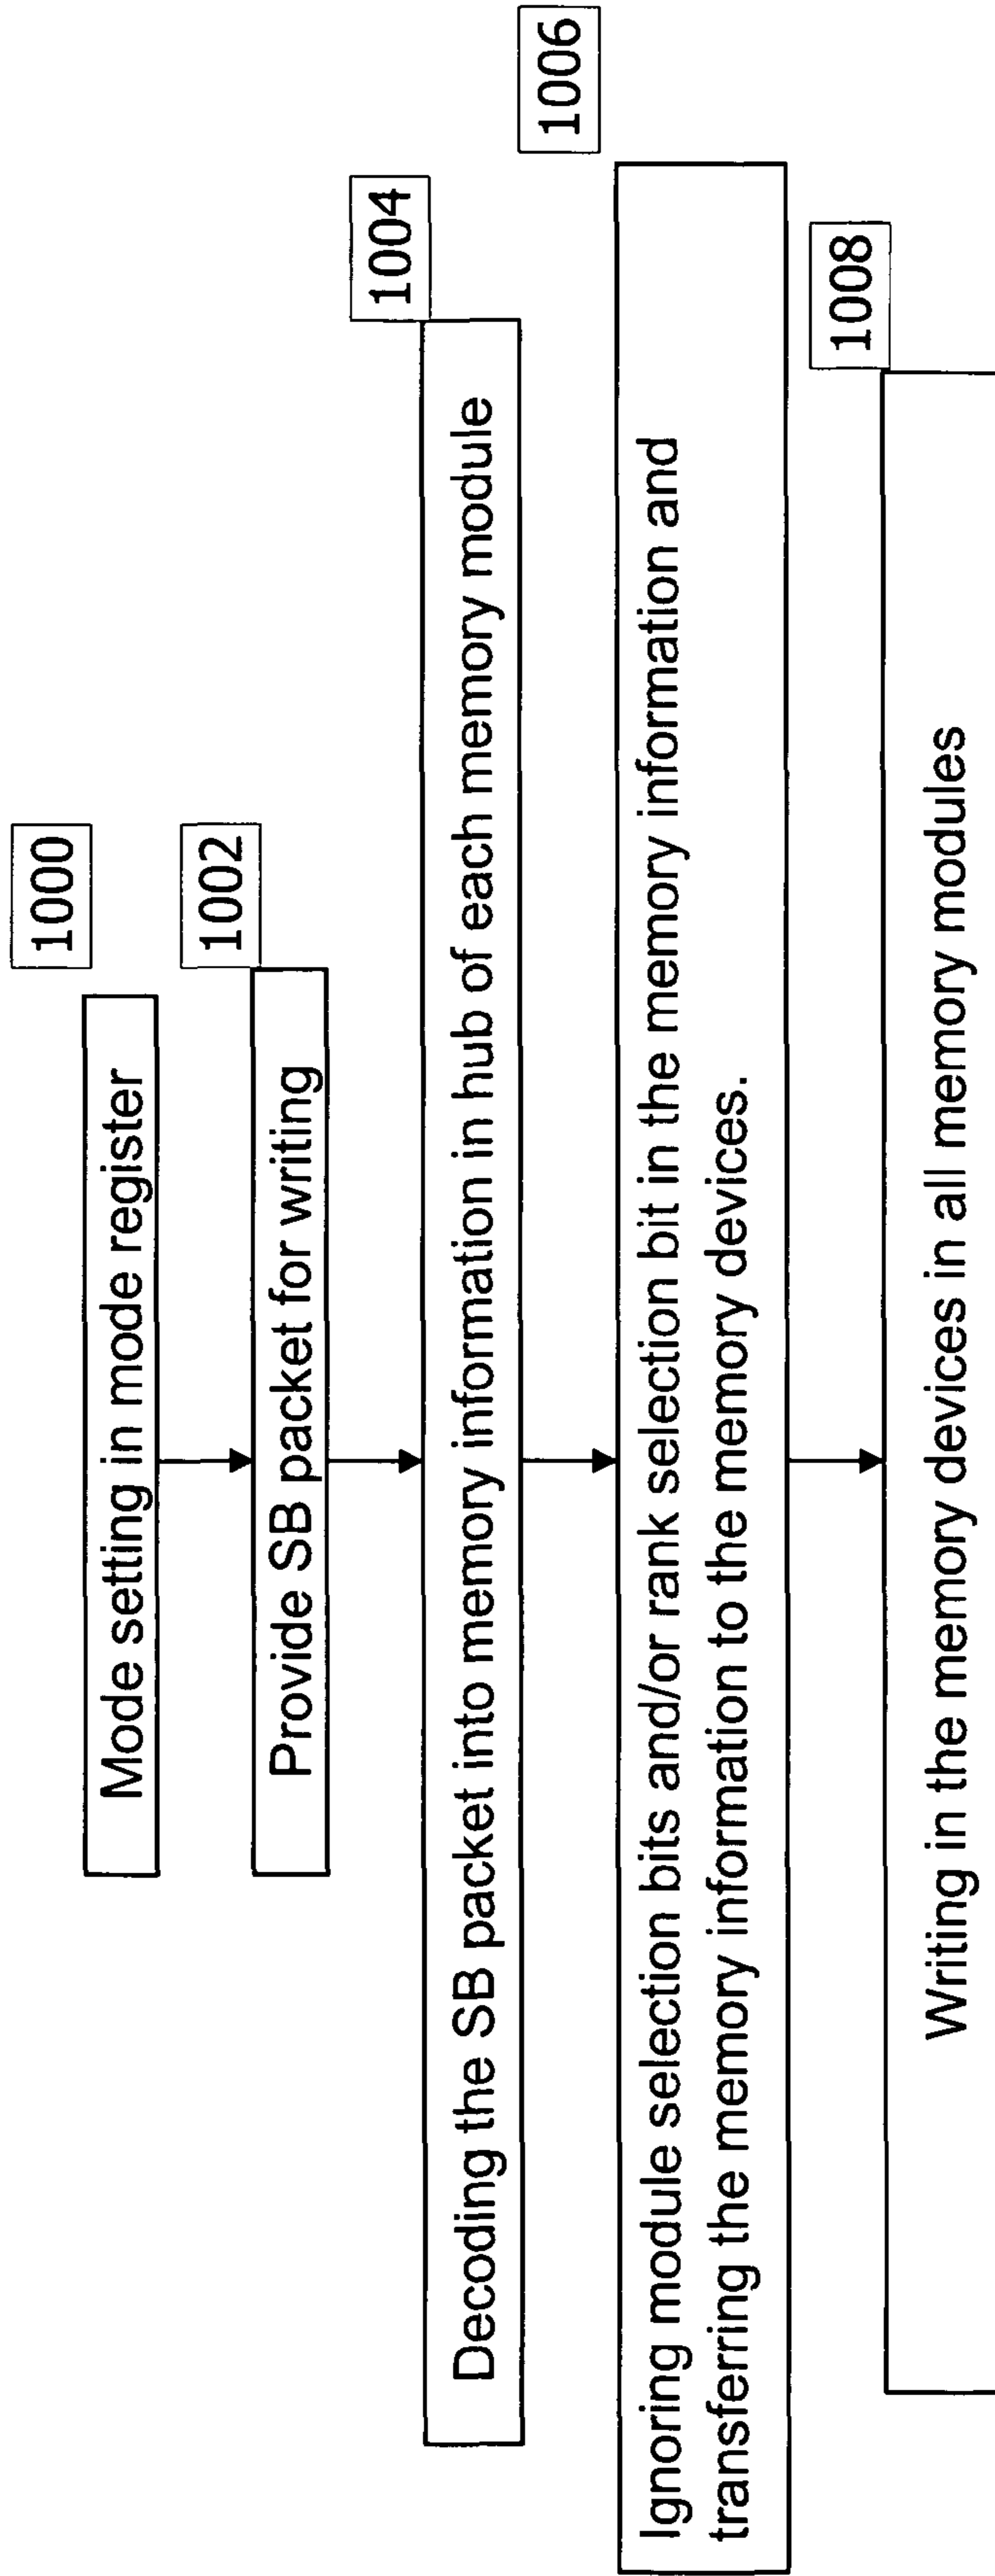 1000
Mode setting in mode register
1002
Provide SB packet for writing
1004
Decoding the SB packet into memory information in hub of each memory module
1006
Ignoring module selection bits and/or rank selection bit in the memory information and
transferring the memory information to the memory devices.
1008
Writing in the memory devices in all memory modules